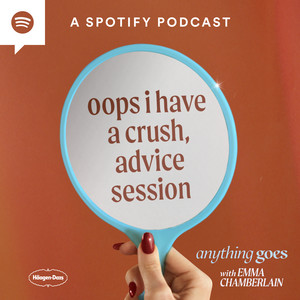 A SPOTIFY PODCAST
oops i have
a crush,
advice
session
anything goes
with EMMA
CHAMBERLAIN
Häagen-Dazs